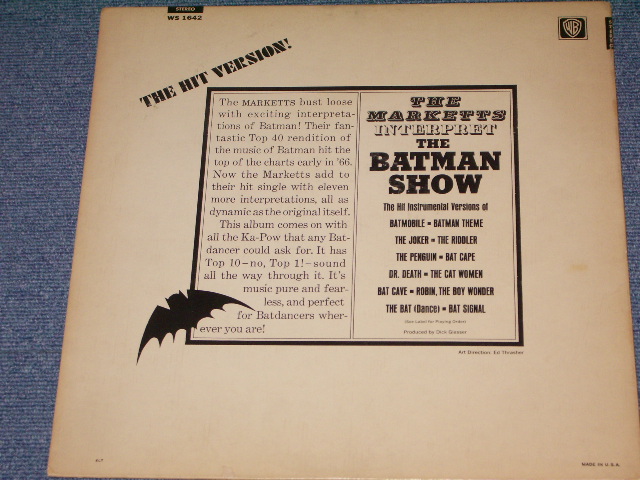 STEREO
WS 1642
WB
THE HIT VERSION!
The MARKETTS bust loose
with exciting interpreta-
tions of Batman! Their fan-
tastic Top 40 rendition of
the music of Batman hit the
top of the charts early in '66.
Now the Marketts add to
their hit single with eleven
more interpretations, all as
dynamic as the original itself.
This album comes on with
all the Ka-Pow that any Bat-
dancer could ask for. It has
Top 10—no, Top 1!—sound
all the way through it. It's
music pure and fear-
less, and perfect
for Batdancers wher-
ever you are!
THE
MARKETTS
INTERPRET
THE
BATMAN
SHOW
The Hit Instrumental Versions of
BATMOBILE • BATMAN THEME
THE JOKER • THE RIDDLER
THE PENGUIN • BAT CAPE
DR. DEATH • THE CAT WOMEN
BAT CAVE • ROBIN, THE BOY WONDER
THE BAT (Dance) • BAT SIGNAL
(See Label for Playing Order)
Produced by Dick Glasser
Art Direction: Ed Thrasher
MADE IN U.S.A.